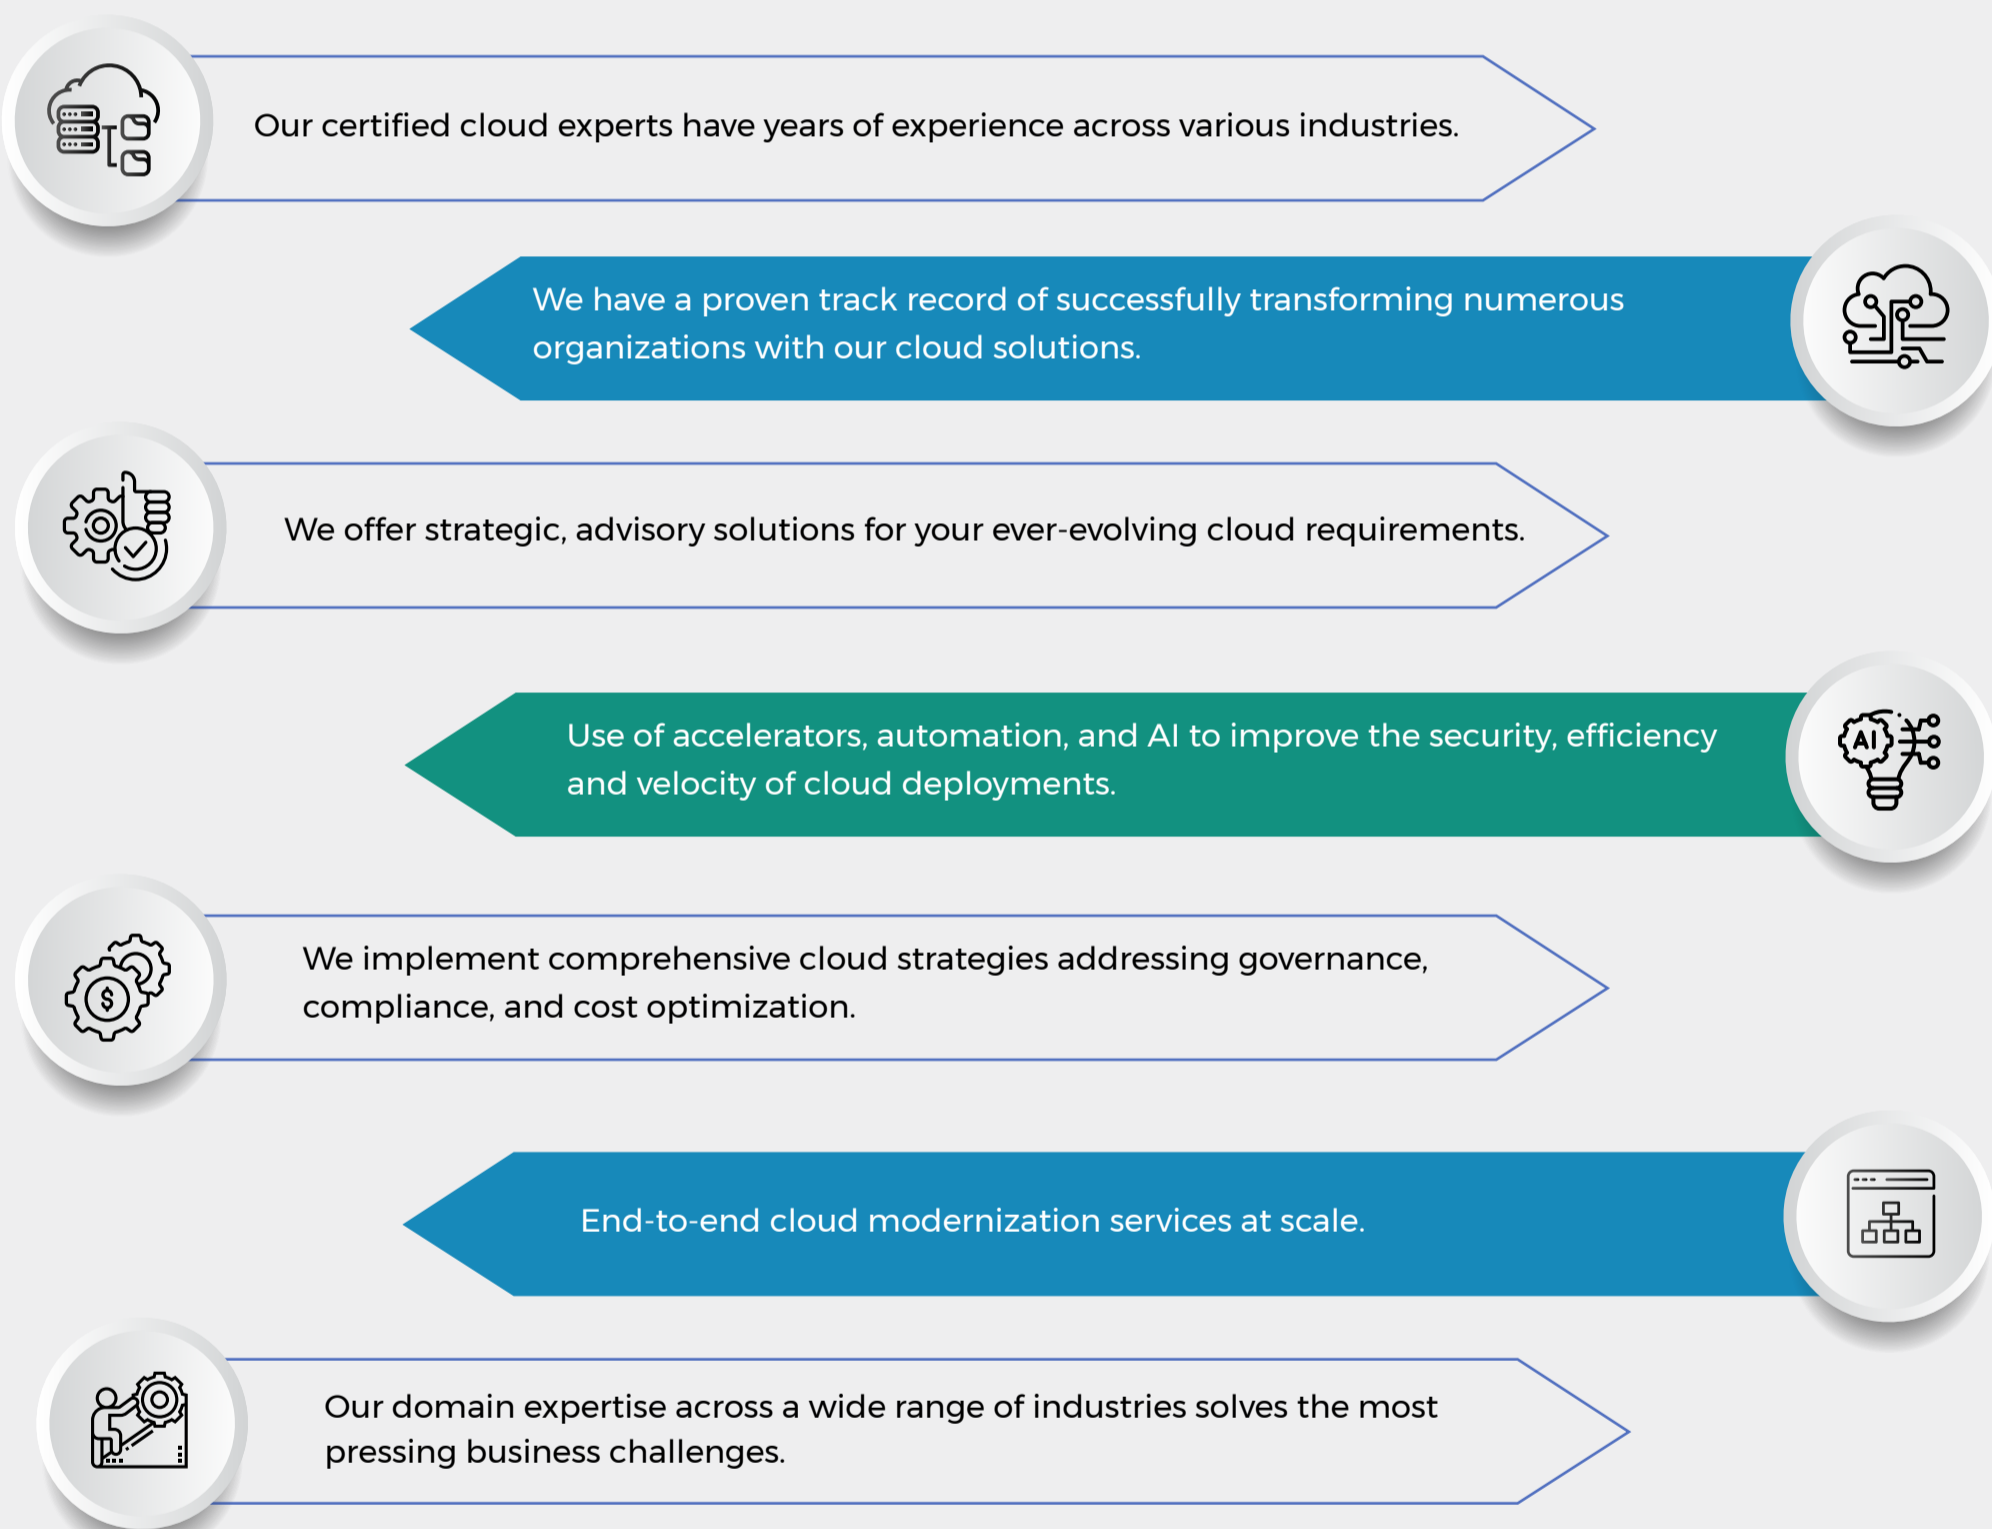 Our certified cloud experts have years of experience across various industries.
We have a proven track record of successfully transforming numerous
organizations with our cloud solutions.
We offer strategic, advisory solutions for your ever-evolving cloud requirements.
Use of accelerators, automation, and AI to improve the security, efficiency
and velocity of cloud deployments.
AI
We implement comprehensive cloud strategies addressing governance,
compliance, and cost optimization.
$
End-to-end cloud modernization services at scale.
Our domain expertise across a wide range of industries solves the most
pressing business challenges.